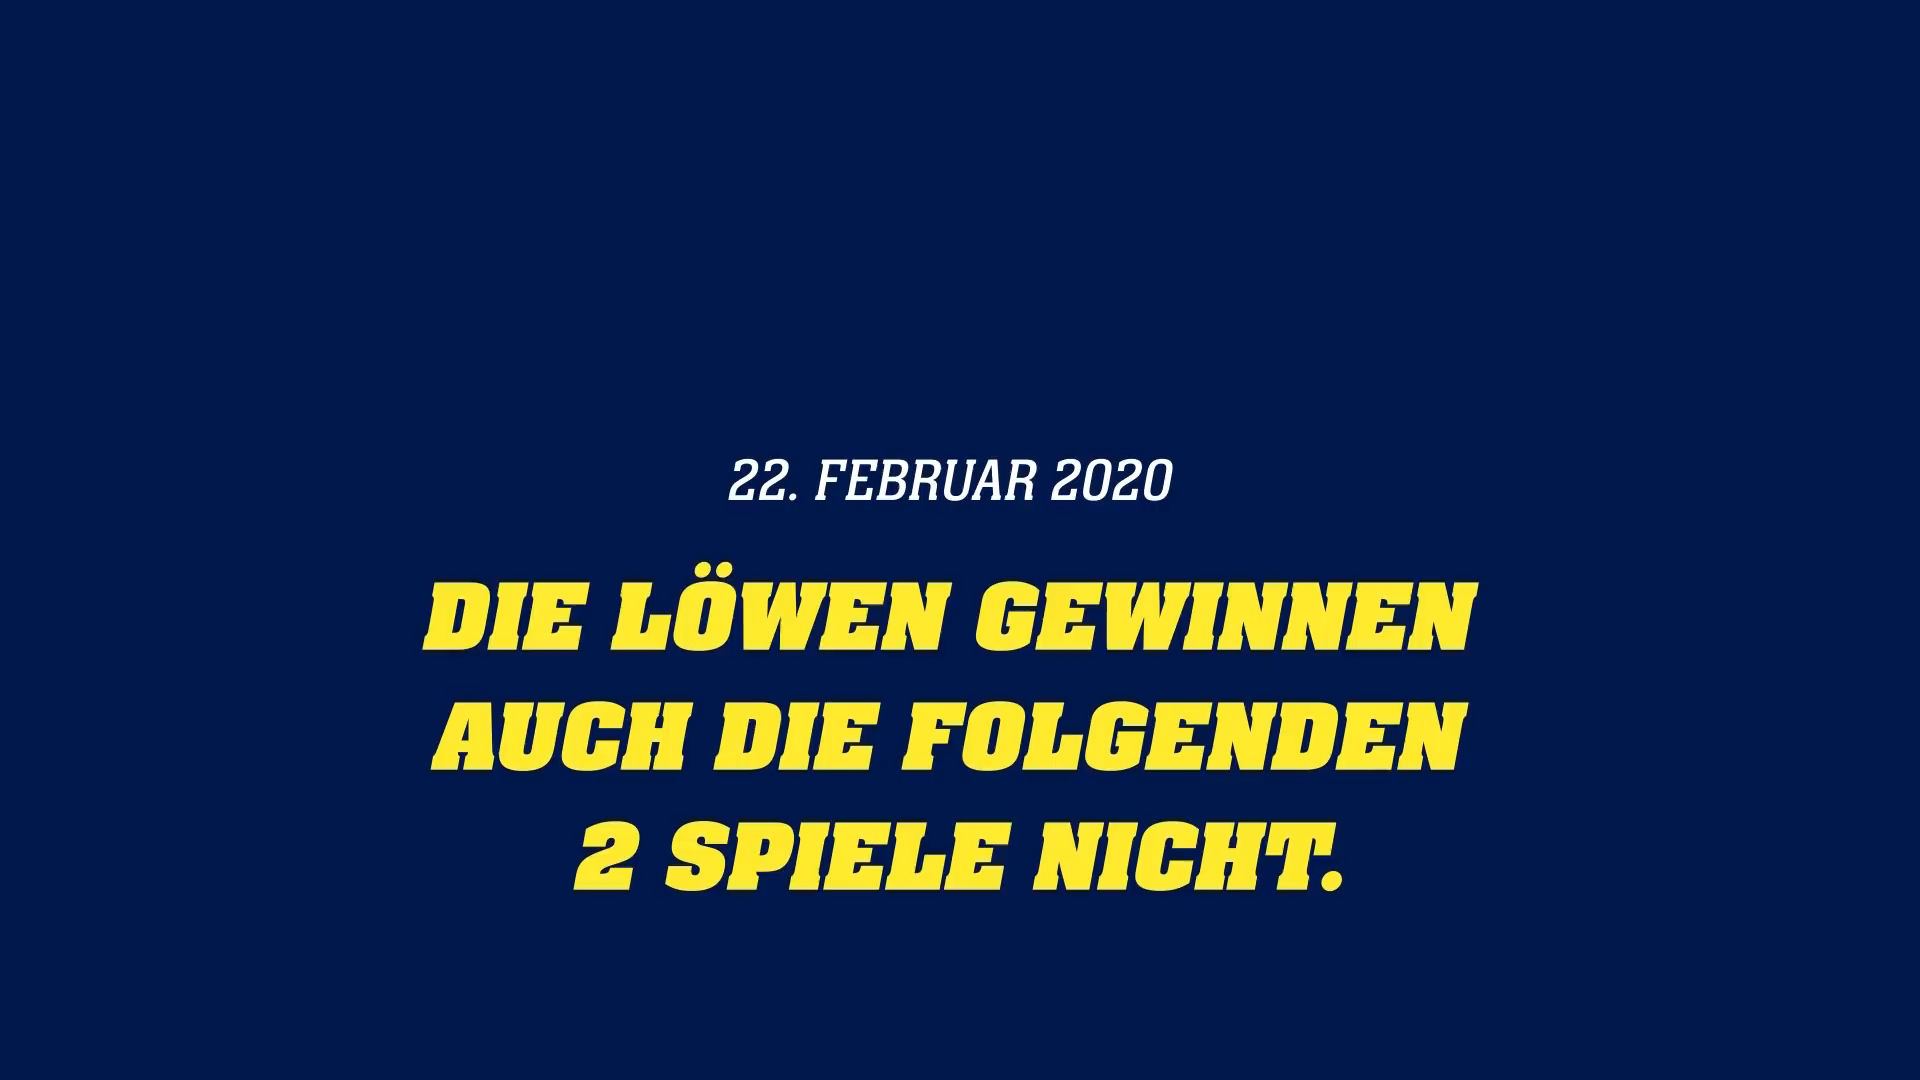 22. FEBRUAR 2020
DIE LÖWEN GEWINNEN
AUCH DIE FOLGENDEN
2 SPIELE NICHT.